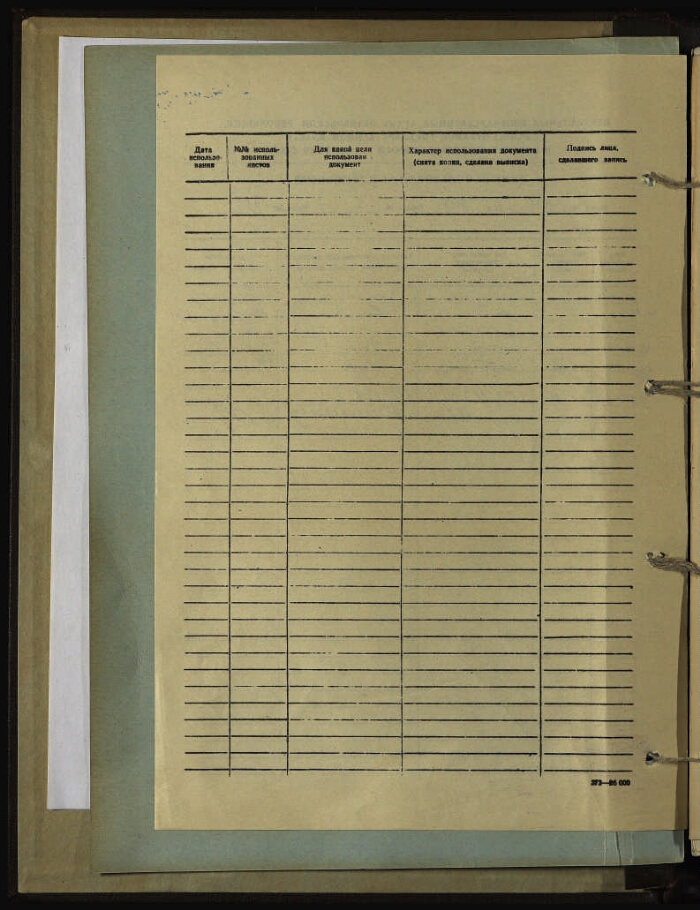 Дата
использо-
вания
№№ исполь-
зованных
листов
Для какой цели
использован
документ
Характер использования документа
(снята копия, сделана выписка)
Подпись лица,
сделавшего запись